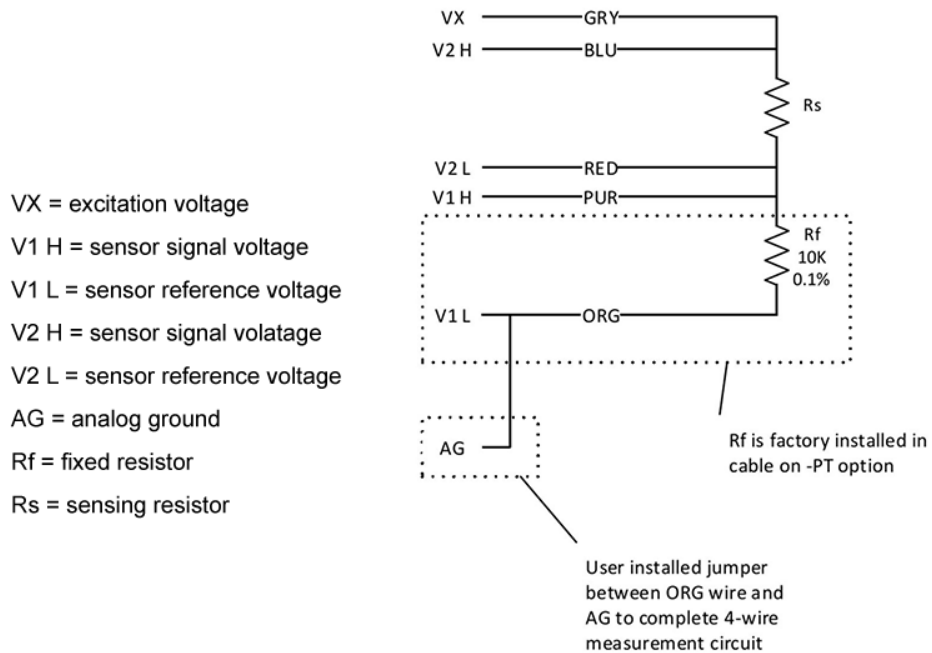 VX = excitation voltage
V1 H = sensor signal voltage
V1 L = sensor reference voltage
V2 H = sensor signal volatage
V2 L = sensor reference voltage
AG = analog ground
Rf = fixed resistor
Rs = sensing resistor
VX GRY
V2 H BLU
Rs
V2 L RED
V1 H PUR
Rf
10K
0.1%
V1 L ORG
AG
Rf is factory installed in
cable on -PT option
User installed jumper
between ORG wire and
AG to complete 4-wire
measurement circuit